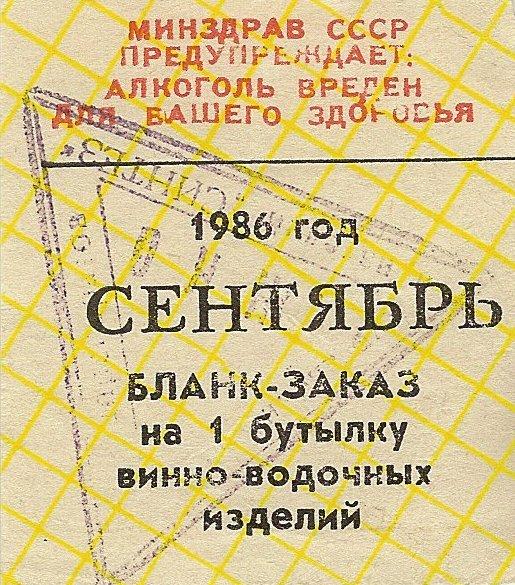 МИНЗДРАВ СССР
ПРЕДУПРЕЖДАЕТ:
АЛКОГОЛЬ ВРЕДЕН
ДЛЯ ВАШЕГО ЗДОРОВЬЯ
СИНТЕЗ
1986 год
СЕНТЯБРЬ
БЛАНК-ЗАКАЗ
на 1 бутылку
винно-водочных
изделий